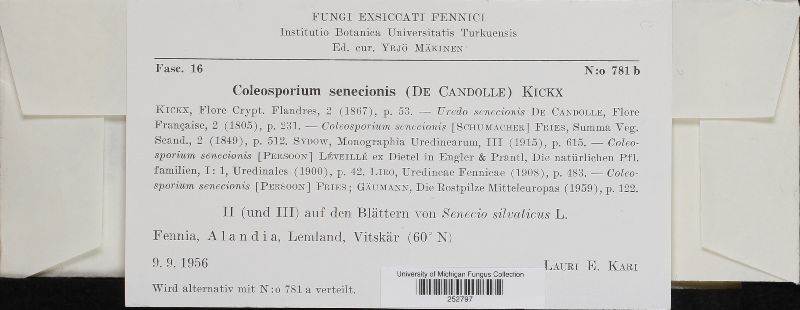 FUNGI EXSICCATI FENNICI
Institutio Botanica Universitatis Turkuensis
Ed. cur. YRJÖ MÄKINEN
Fasc. 16 N:o 781 b
Coleosporium senecionis (DE CANDOLLE) KICKX
KICKX, Flore Crypt. Flandres, 2 (1867), p. 53. — Uredo senecionis DE CANDOLLE, Flore
Française, 2 (1805), p. 231. — Coleosporium senecionis [SCHUMACHER] FRIES, Summa Veg.
Scand., 2 (1849), p. 512. SYDOW, Monographia Uredinearum, III (1915), p. 615. — Coleo-
sporium senecionis [PERSOON] LÉVEILLÉ ex Dietel in Engler & Prantl, Die natürlichen Pfl.
familien, I: 1, Uredinales (1900), p. 42. LIRO, Uredineae Fennicae (1908), p. 483. — Coleo-
sporium senecionis [PERSOON] FRIES; GÄUMANN, Die Rostpilze Mitteleuropas (1959), p. 122.
II (und III) auf den Blättern von Senecio silvaticus L.
Fennia, Alandia, Lemland, Vitskär (60° N)
9. 9. 1956 LAURI E. KARI
University of Michigan Fungus Collection
252797
Wird alternativ mit N:o 781 a verteilt.